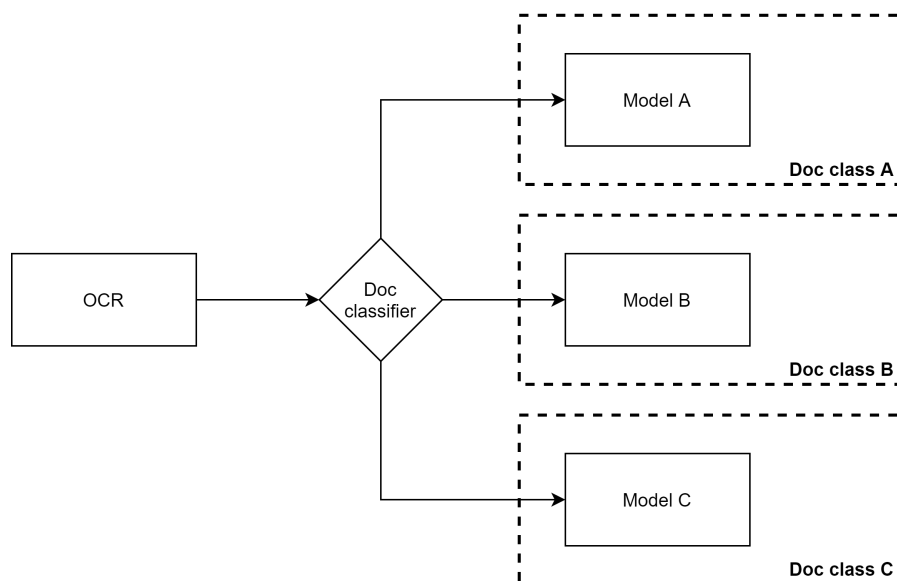 Model A
Doc class A
OCR
Doc
classifier
Model B
Doc class B
Model C
Doc class C